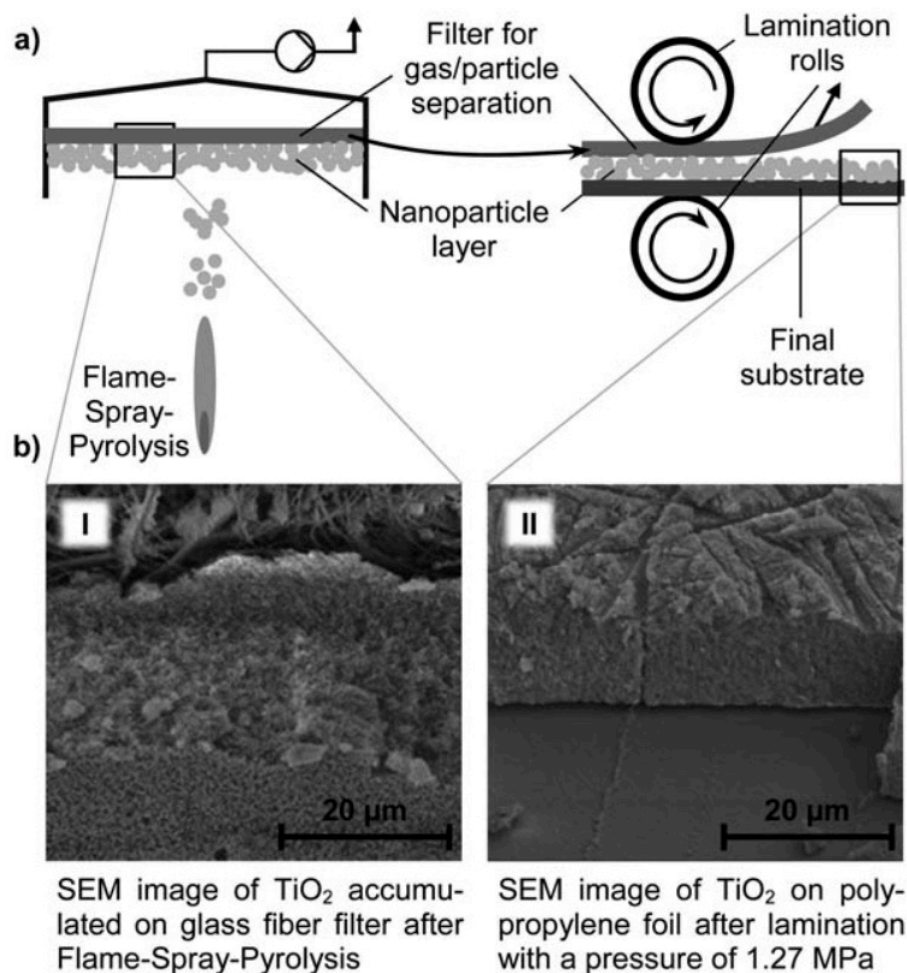 a)
Filter for
gas/particle
separation
Lamination
rolls
Nanoparticle
layer
Flame-
Spray-
Pyrolysis
Final
substrate
b)
I
II
20 µm
20 µm
SEM image of TiO₂ accumu-
lated on glass fiber filter after
Flame-Spray-Pyrolysis
SEM image of TiO₂ on poly-
propylene foil after lamination
with a pressure of 1.27 MPa